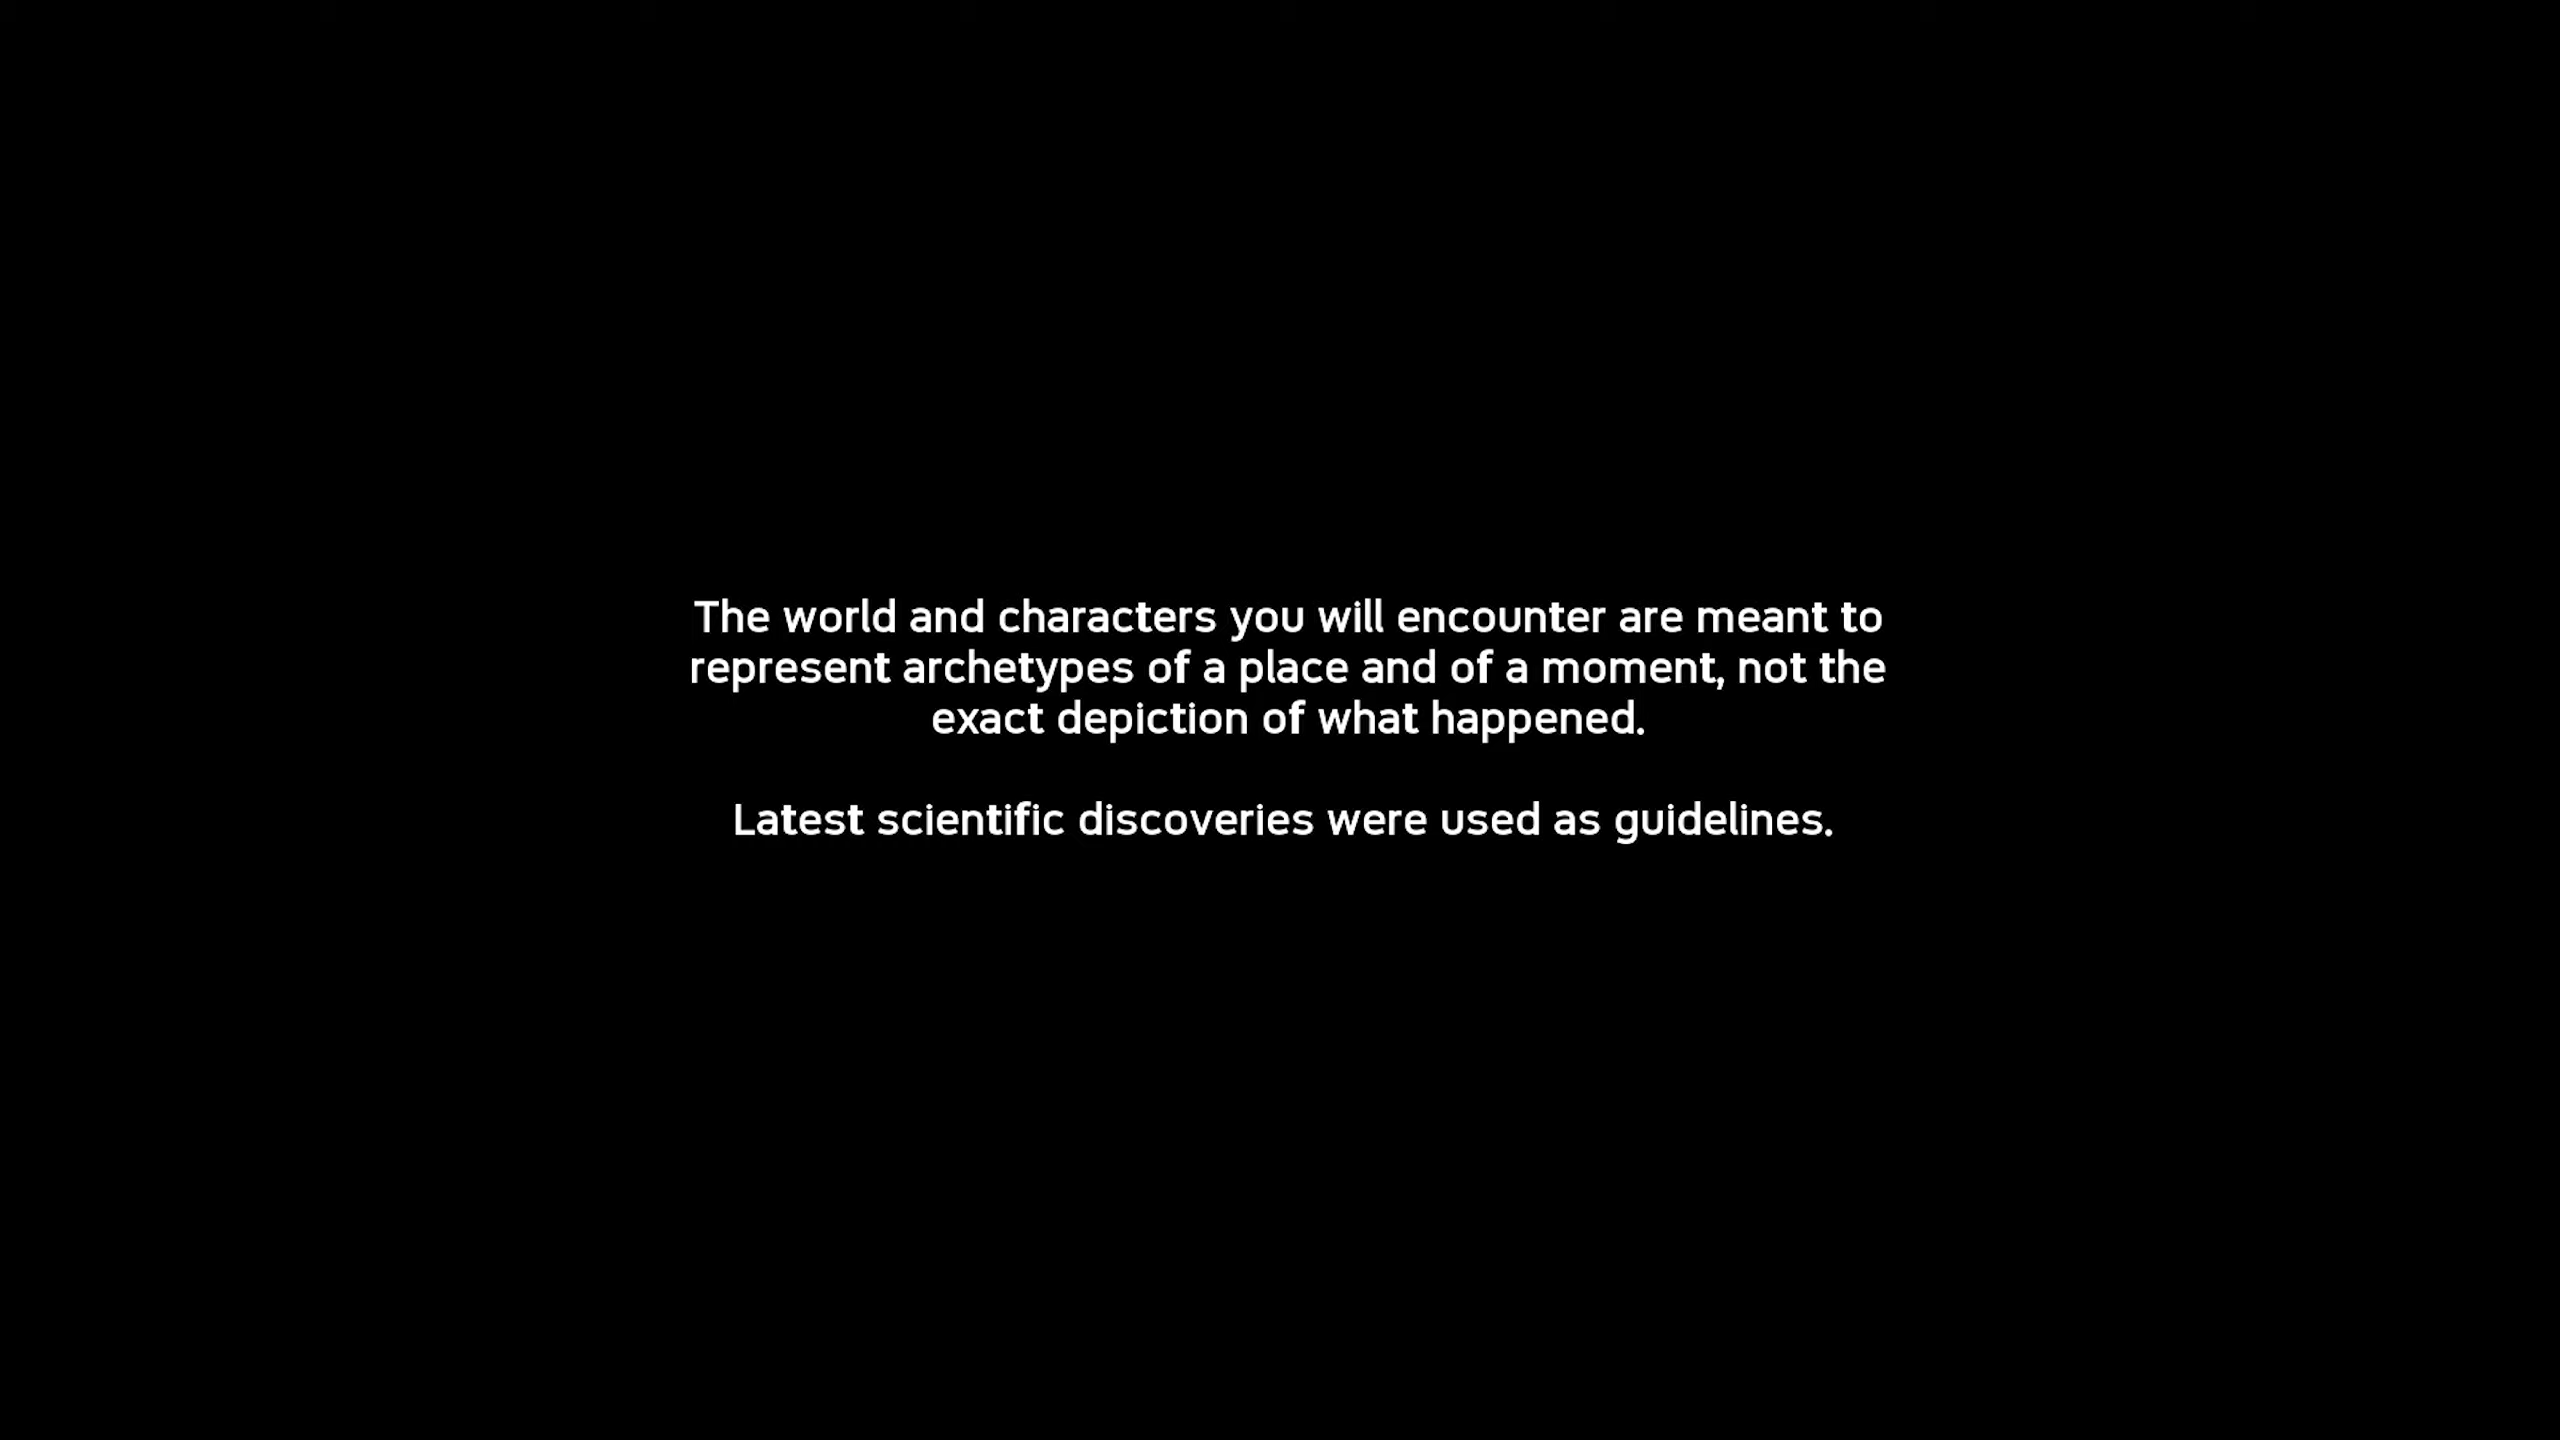 The world and characters you will encounter are meant to
represent archetypes of a place and of a moment, not the
exact depiction of what happened.
Latest scientific discoveries were used as guidelines.